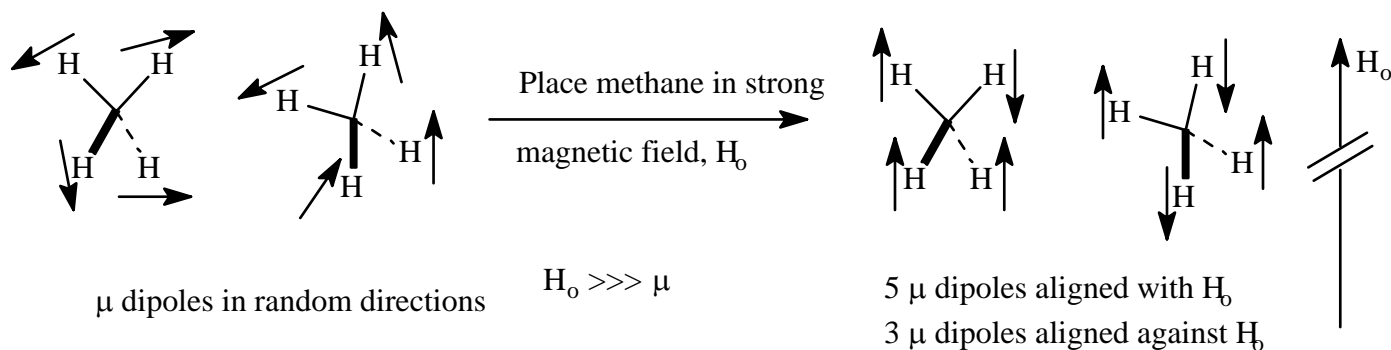 H H H H
H H H H
Place methane in strong
magnetic field, Hₒ
H H H H
H H H H
Hₒ
μ dipoles in random directions
Hₒ >>> μ
5 μ dipoles aligned with Hₒ
3 μ dipoles aligned against Hₒ